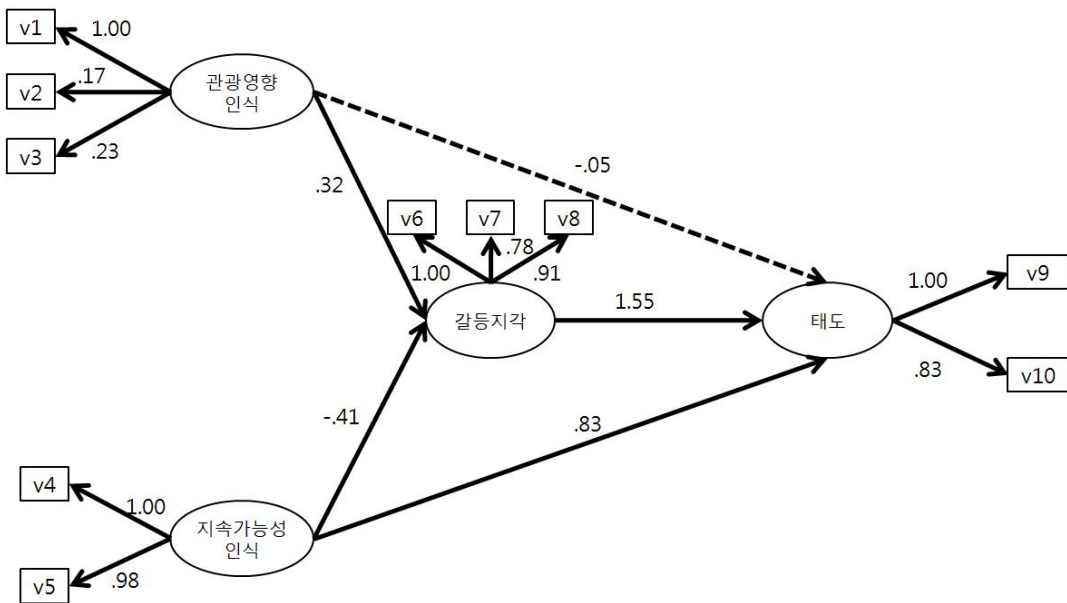 v1
1.00
v2
.17
v3
.23
관광영향
인식
-.05
.32
v6
v7
v8
1.00
.78
.91
갈등지각
1.55
태도
1.00
v9
.83
v10
-.41
.83
v4
1.00
v5
.98
지속가능성
인식